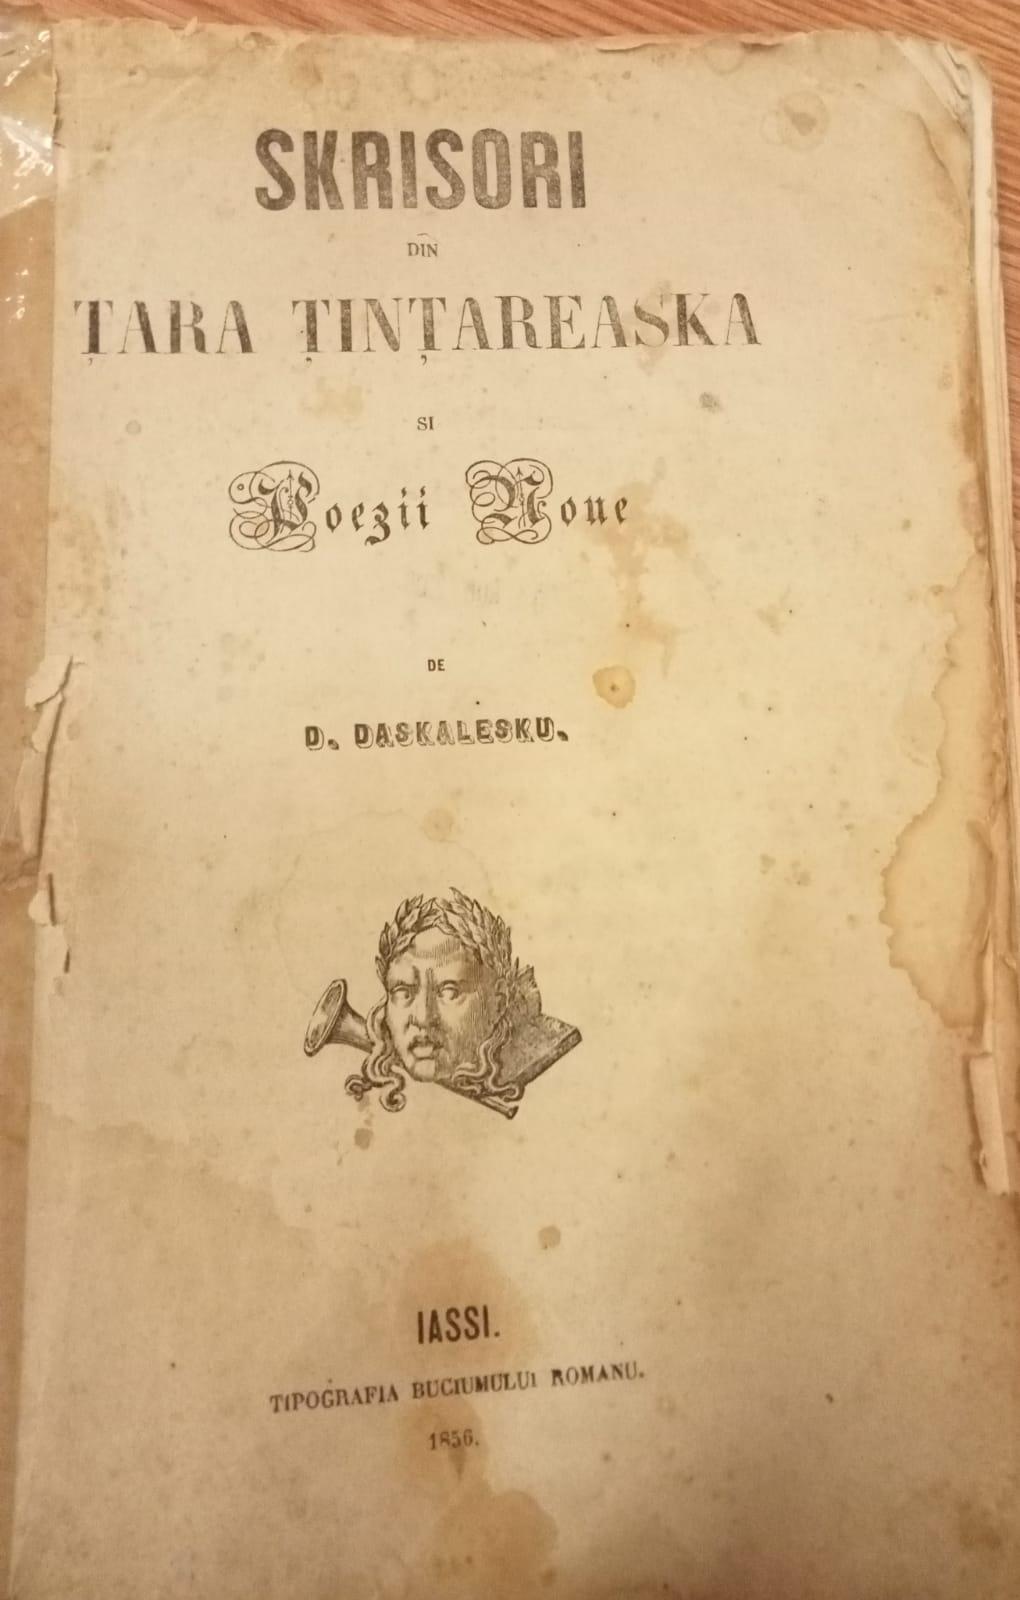 SKRISORI
DIN
ȚARA ȚINȚAREASKA
SI
Poezii Noue
DE
D. DASKALESKU.
IASSI.
TIPOGRAFIA BUCIUMULUI ROMANU.
1856.